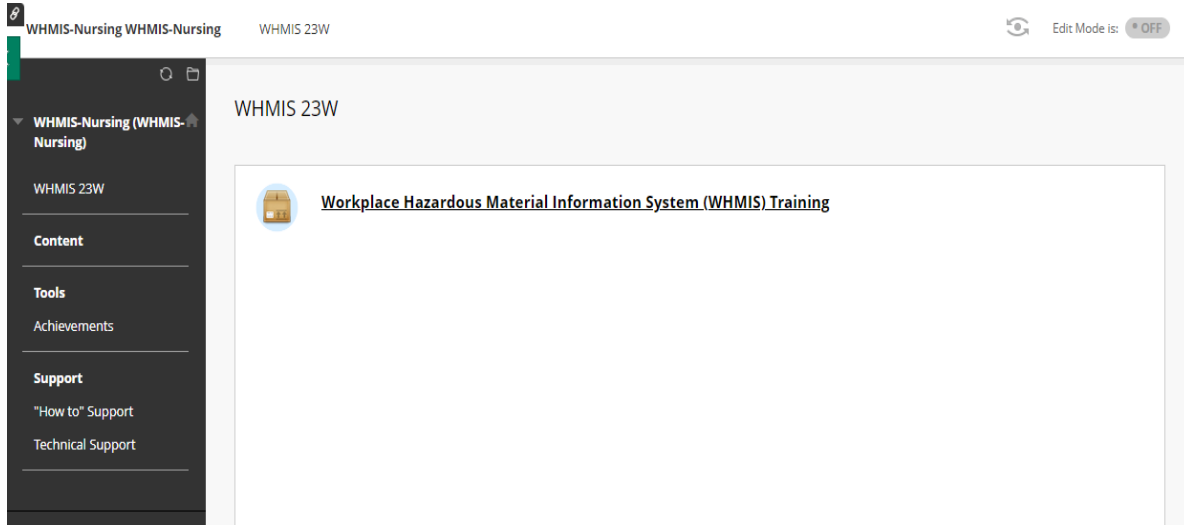 WHMIS-Nursing WHMIS-Nursing WHMIS 23W Edit Mode is: OFF
WHMIS-Nursing (WHMIS-
Nursing)
WHMIS 23W
Content
Tools
Achievements
Support
"How to" Support
Technical Support
WHMIS 23W
Workplace Hazardous Material Information System (WHMIS) Training